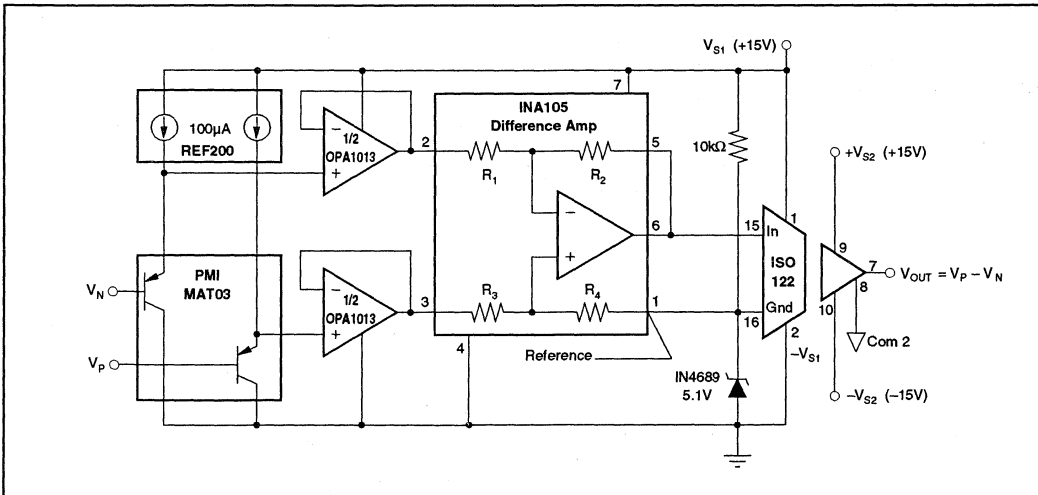 VS1 (+15V)
7
INA105
Difference Amp
100µA
REF200
−
1/2
OPA1013
+
2
R1
R2
5
10kΩ
+VS2 (+15V)
−
+
6
15
In
1
ISO
122
9
7
VOUT = VP − VN
8
10
Com 2
PMI
MAT03
VN
VP
−
1/2
OPA1013
+
3
R3
R4
1
16
Gnd
2
−VS1
4
Reference
IN4689
5.1V
−VS2 (−15V)